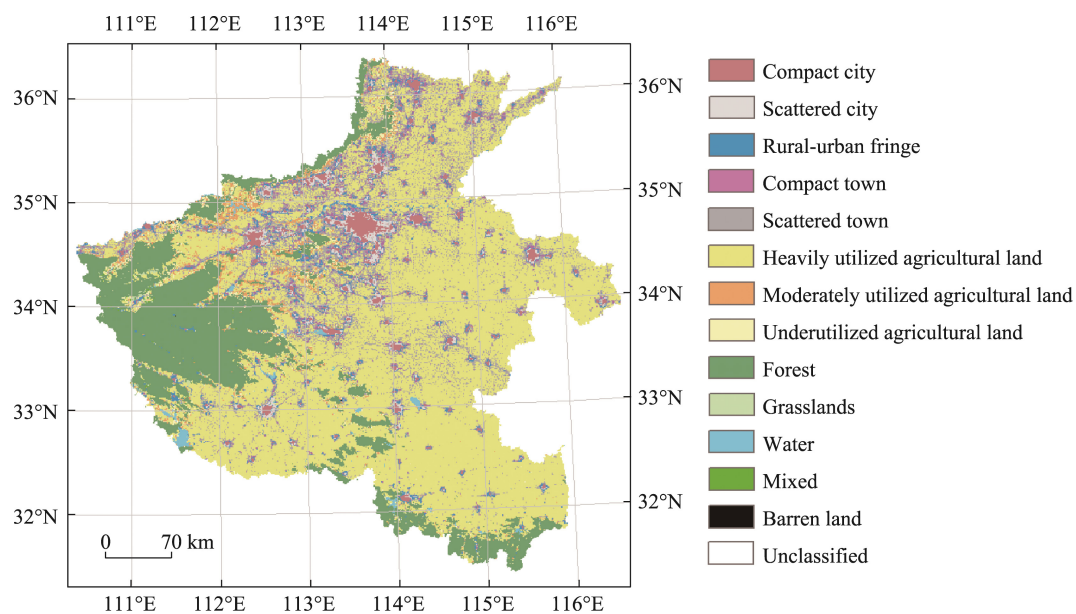 111°E 112°E 113°E 114°E 115°E 116°E
36°N 36°N
35°N 35°N
34°N 34°N
33°N 33°N
32°N 32°N
0 70 km
111°E 112°E 113°E 114°E 115°E 116°E
Compact city
Scattered city
Rural-urban fringe
Compact town
Scattered town
Heavily utilized agricultural land
Moderately utilized agricultural land
Underutilized agricultural land
Forest
Grasslands
Water
Mixed
Barren land
Unclassified